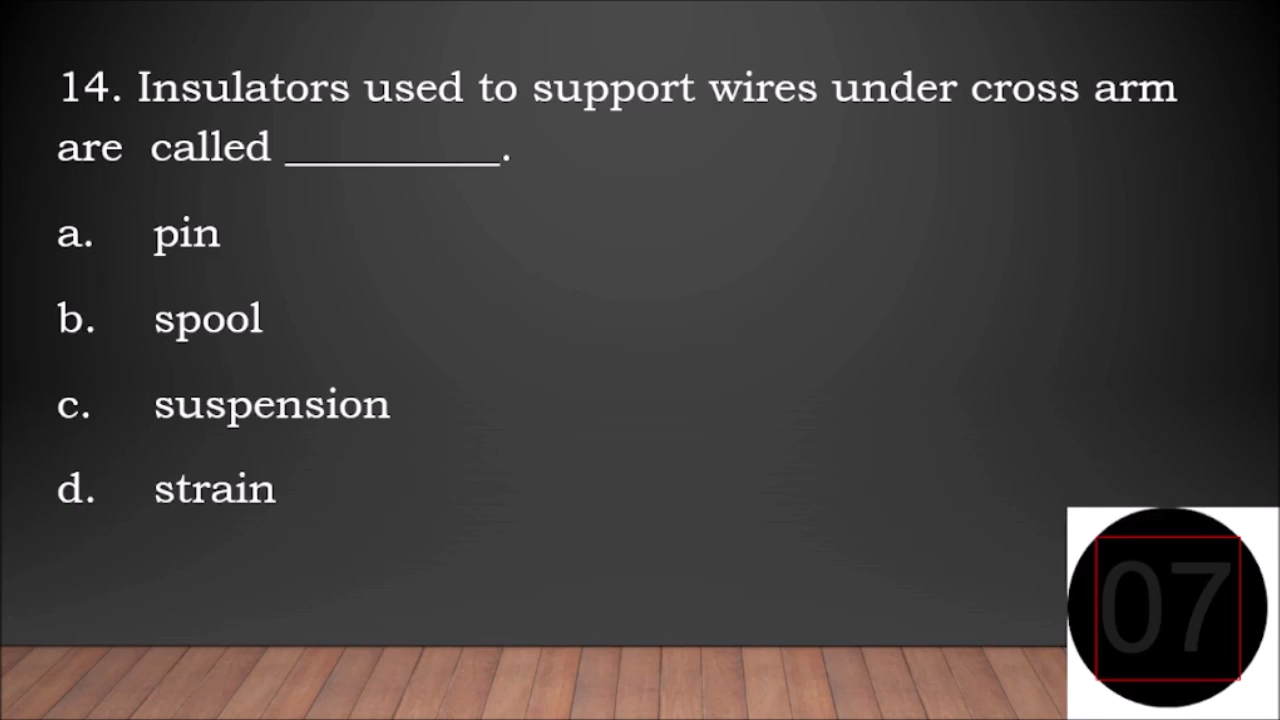 14. Insulators used to support wires under cross arm
are called __________.
a. pin
b. spool
c. suspension
d. strain
07